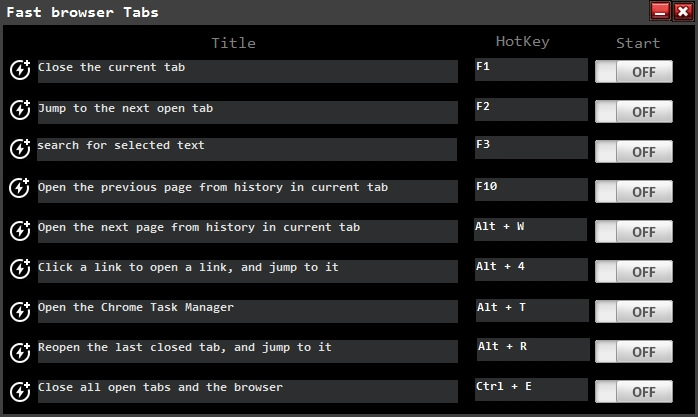 Fast browser Tabs
Title HotKey Start
Close the current tab F1 OFF
Jump to the next open tab F2 OFF
search for selected text F3 OFF
Open the previous page from history in current tab F10 OFF
Open the next page from history in current tab Alt + W OFF
Click a link to open a link, and jump to it Alt + 4 OFF
Open the Chrome Task Manager Alt + T OFF
Reopen the last closed tab, and jump to it Alt + R OFF
Close all open tabs and the browser Ctrl + E OFF